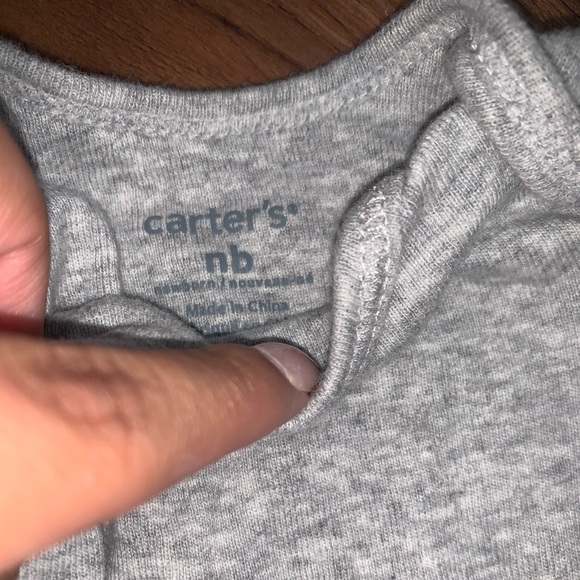 carter's®
nb
newborn / nouveau-né
Made in China